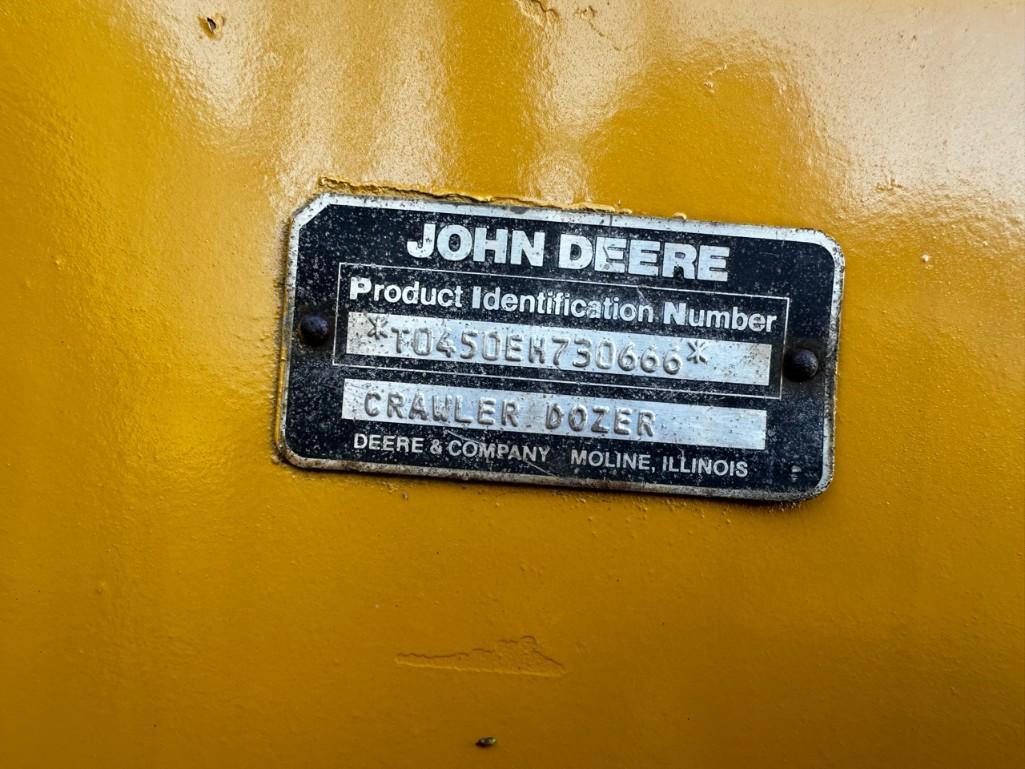 JOHN DEERE
Product Identification Number
*T0450EH730666*
CRAWLER DOZER
DEERE & COMPANY MOLINE, ILLINOIS